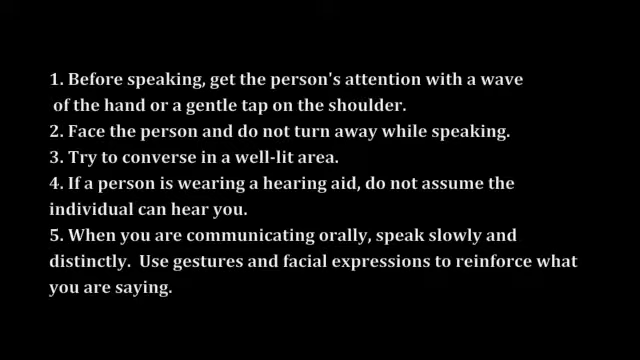 1. Before speaking, get the person's attention with a wave
of the hand or a gentle tap on the shoulder.
2. Face the person and do not turn away while speaking.
3. Try to converse in a well-lit area.
4. If a person is wearing a hearing aid, do not assume the
individual can hear you.
5. When you are communicating orally, speak slowly and
distinctly.  Use gestures and facial expressions to reinforce what
you are saying.